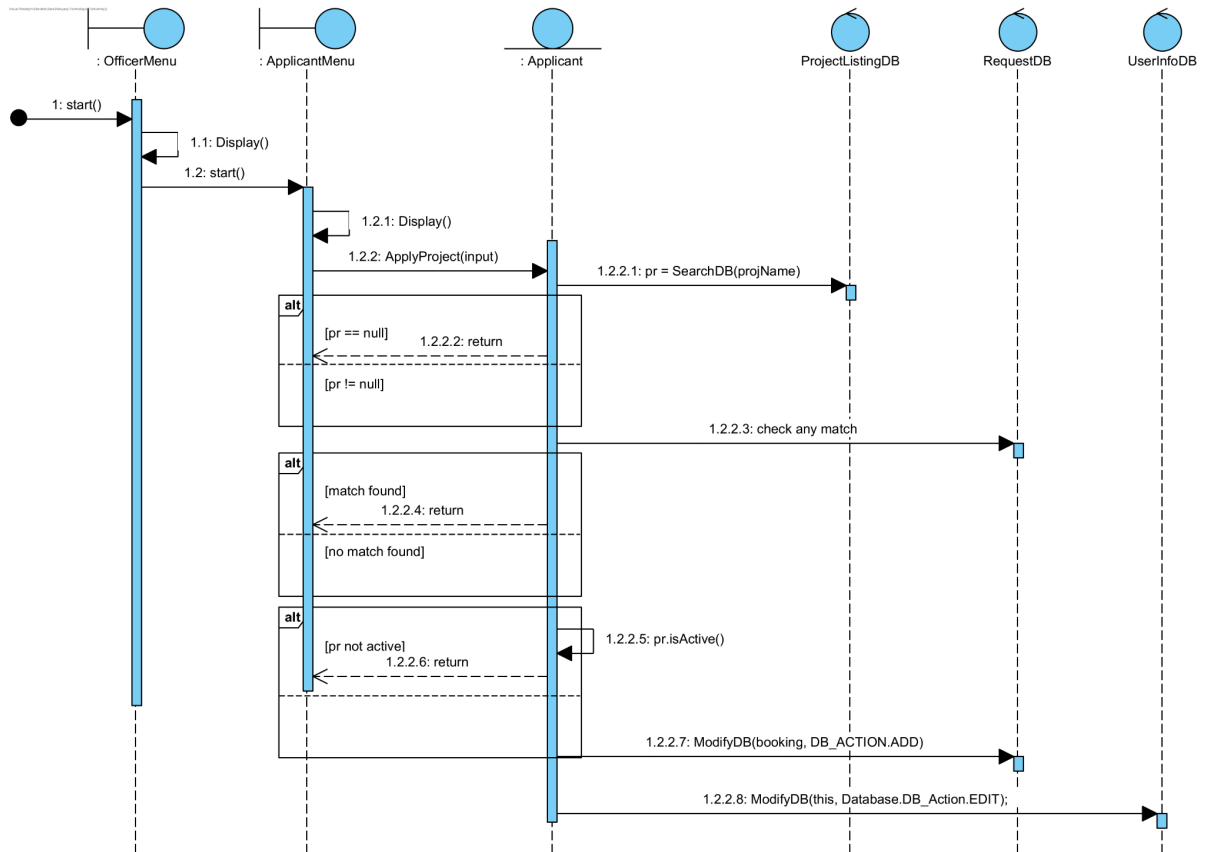 : OfficerMenu
: ApplicantMenu
: Applicant
ProjectListingDB
RequestDB
UserInfoDB
1: start()
1.1: Display()
1.2: start()
1.2.1: Display()
1.2.2: ApplyProject(input)
1.2.2.1: pr = SearchDB(projName)
alt
[pr == null]
1.2.2.2: return
[pr != null]
1.2.2.3: check any match
alt
[match found]
1.2.2.4: return
[no match found]
alt
1.2.2.5: pr.isActive()
[pr not active]
1.2.2.6: return
1.2.2.7: ModifyDB(booking, DB_ACTION.ADD)
1.2.2.8: ModifyDB(this, Database.DB_Action.EDIT);